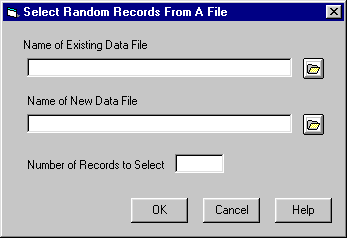 Select Random Records From A File
Name of Existing Data File
Name of New Data File
Number of Records to Select
OK Cancel Help